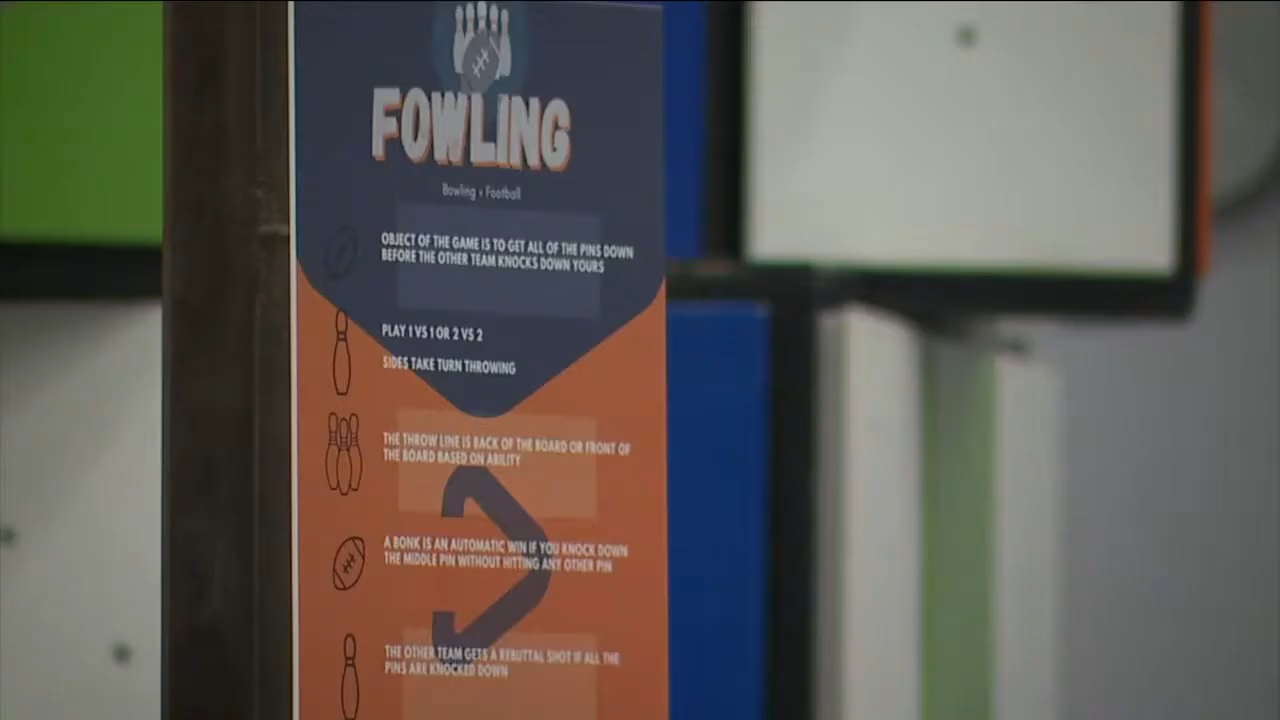 FOWLING
Bowling + Football
OBJECT OF THE GAME IS TO GET ALL OF THE PINS DOWN
BEFORE THE OTHER TEAM KNOCKS DOWN YOURS
PLAY 1 VS 1 OR 2 VS 2
SIDES TAKE TURN THROWING
THE THROW LINE IS BACK OF THE BOARD OR FRONT OF
THE BOARD BASED ON ABILITY
A BONK IS AN AUTOMATIC WIN IF YOU KNOCK DOWN
THE MIDDLE PIN WITHOUT HITTING ANY OTHER PIN
THE OTHER TEAM GETS A REBUTTAL SHOT IF ALL THE
PINS ARE KNOCKED DOWN